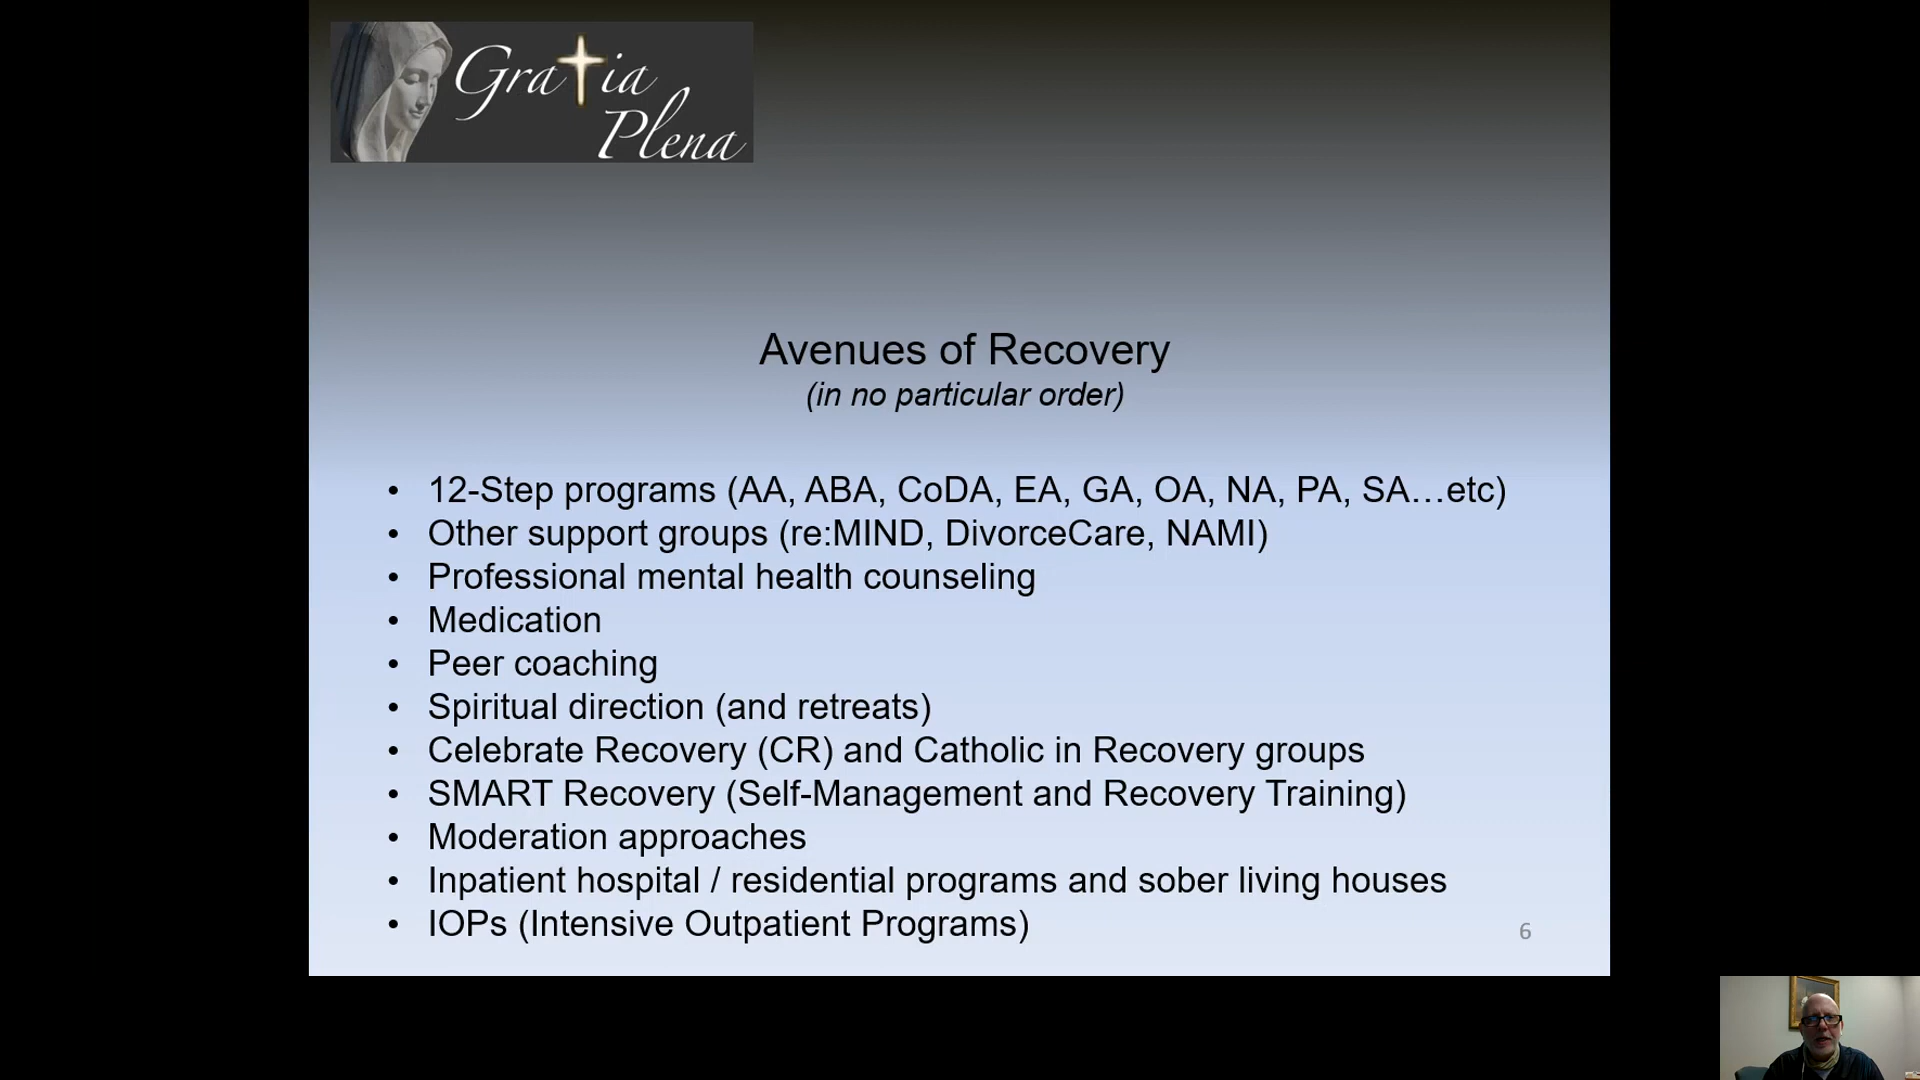 Gratia
Plena
Avenues of Recovery
(in no particular order)
• 12-Step programs (AA, ABA, CoDA, EA, GA, OA, NA, PA, SA…etc)
• Other support groups (re:MIND, DivorceCare, NAMI)
• Professional mental health counseling
• Medication
• Peer coaching
• Spiritual direction (and retreats)
• Celebrate Recovery (CR) and Catholic in Recovery groups
• SMART Recovery (Self-Management and Recovery Training)
• Moderation approaches
• Inpatient hospital / residential programs and sober living houses
• IOPs (Intensive Outpatient Programs)
6